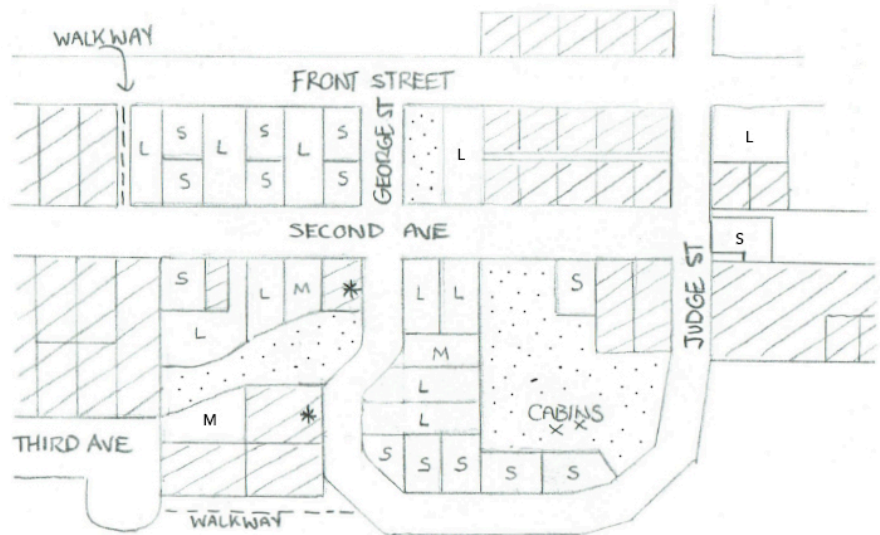 WALKWAY
FRONT STREET
GEORGE ST
L S L S L S L L
S S S
SECOND AVE
S
JUDGE ST
S L M * L L S
L
M
L
M * L
CABINS
x x
THIRD AVE
S S S S S
WALKWAY